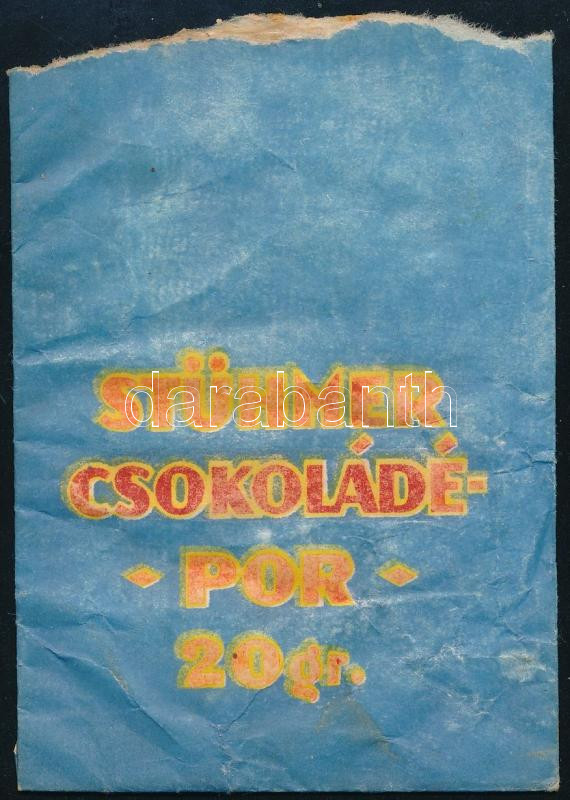 STÜHMER
darabanth
CSOKOLÁDÉ-
POR
20gr.